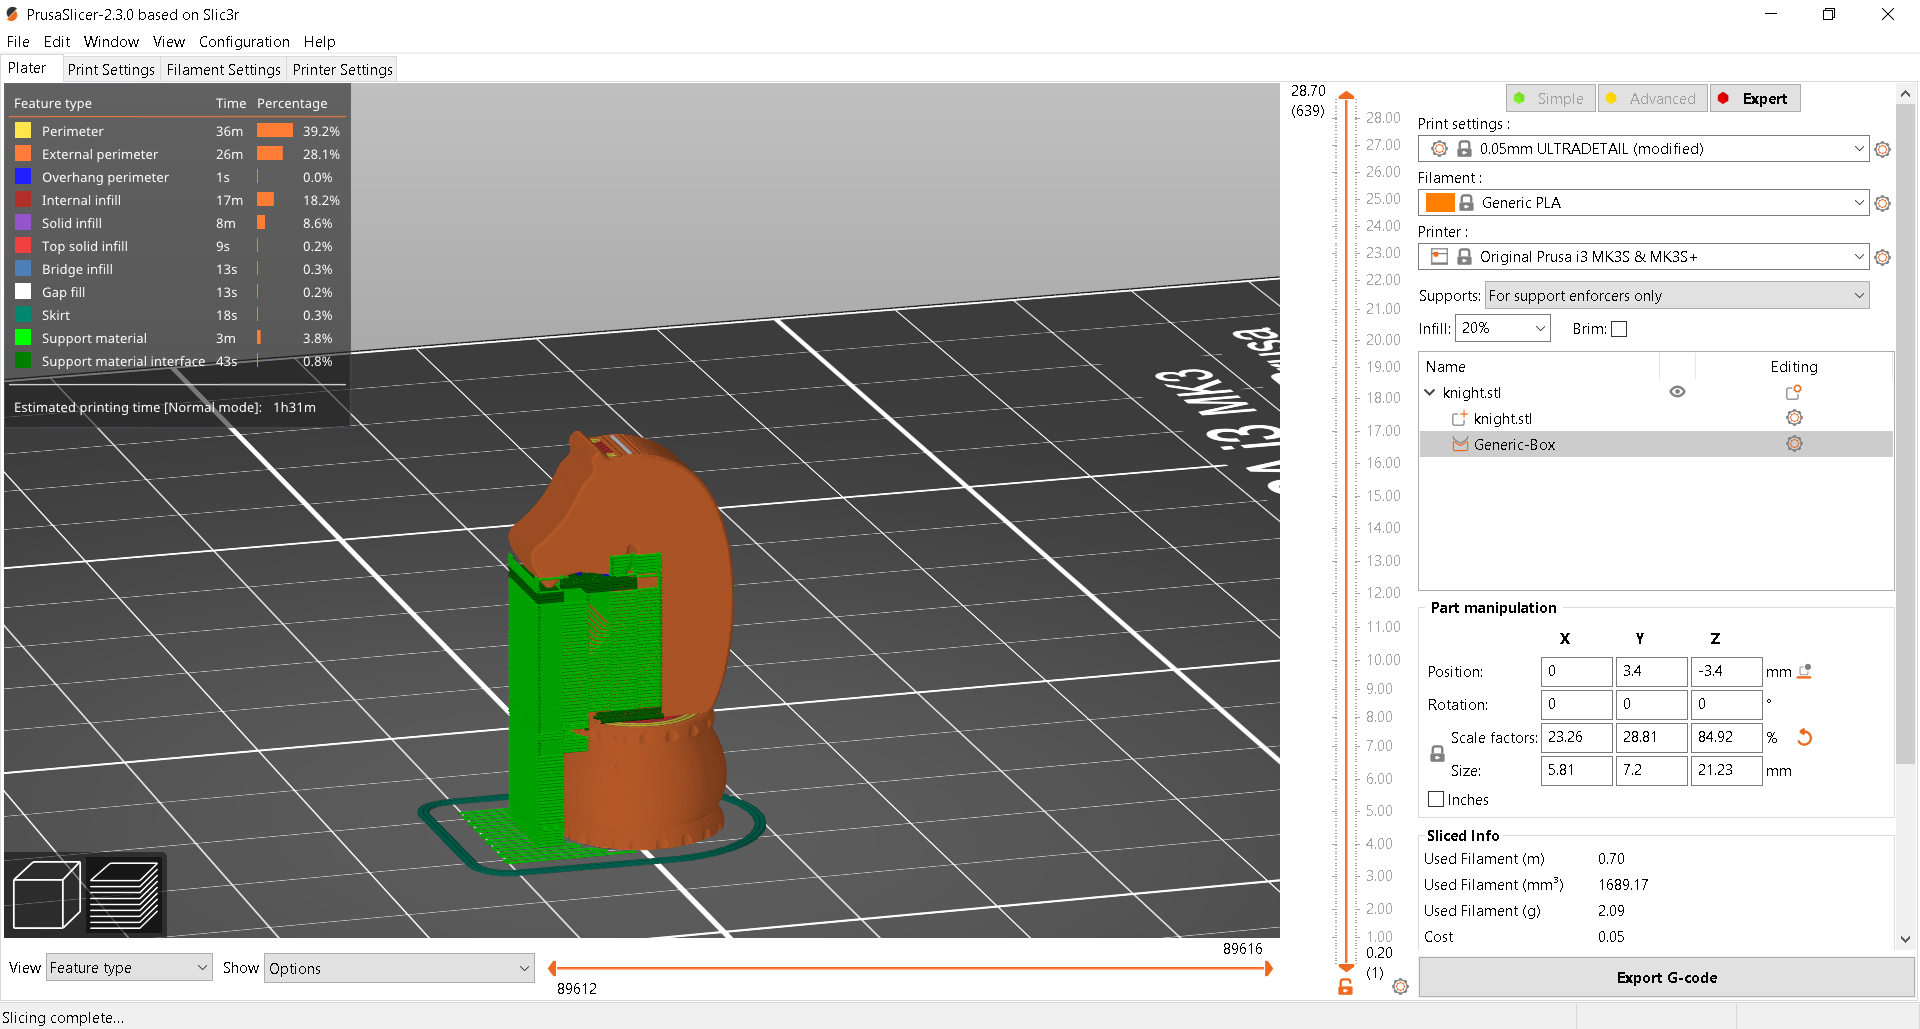 PrusaSlicer-2.3.0 based on Slic3r
File Edit Window View Configuration Help
Plater Print Settings Filament Settings Printer Settings
Feature type Time Percentage
Perimeter 36m 39.2%
External perimeter 26m 28.1%
Overhang perimeter 1s 0.0%
Internal infill 17m 18.2%
Solid infill 8m 8.6%
Top solid infill 9s 0.2%
Bridge infill 13s 0.3%
Gap fill 13s 0.2%
Skirt 18s 0.3%
Support material 3m 3.8%
Support material interface 43s 0.8%
Estimated printing time [Normal mode]: 1h31m
i3 MK3
28.70
(639)
28.00
27.00
26.00
25.00
24.00
23.00
22.00
21.00
20.00
19.00
18.00
17.00
16.00
15.00
14.00
13.00
12.00
11.00
10.00
9.00
8.00
7.00
6.00
5.00
4.00
3.00
2.00
1.00
0.20
(1)
Simple Advanced Expert
Print settings :
0.05mm ULTRADETAIL (modified)
Filament :
Generic PLA
Printer :
Original Prusa i3 MK3S & MK3S+
Supports: For support enforcers only
Infill: 20% Brim:
Name Editing
knight.stl
knight.stl
Generic-Box
Part manipulation
X Y Z
Position: 0 3.4 -3.4 mm
Rotation: 0 0 0 °
Scale factors: 23.26 28.81 84.92 %
Size: 5.81 7.2 21.23 mm
Inches
Sliced Info
Used Filament (m) 0.70
Used Filament (mm³) 1689.17
Used Filament (g) 2.09
Cost 0.05
Export G-code
View Feature type Show Options
89616
89612
Slicing complete...